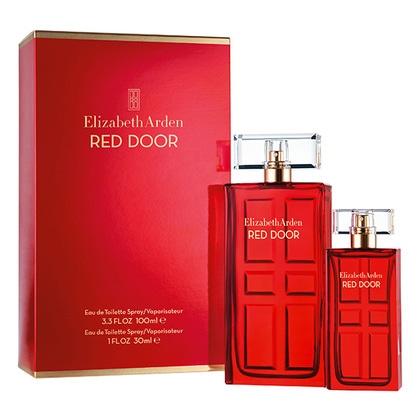 Elizabeth Arden
RED DOOR
Eau de Toilette Spray/Vaporisateur
3.3 FL OZ 100ml ℮
Eau de Toilette Spray/Vaporisateur
1 FL OZ 30ml ℮
Elizabeth Arden
RED DOOR
Elizabeth Arden
RED DOOR